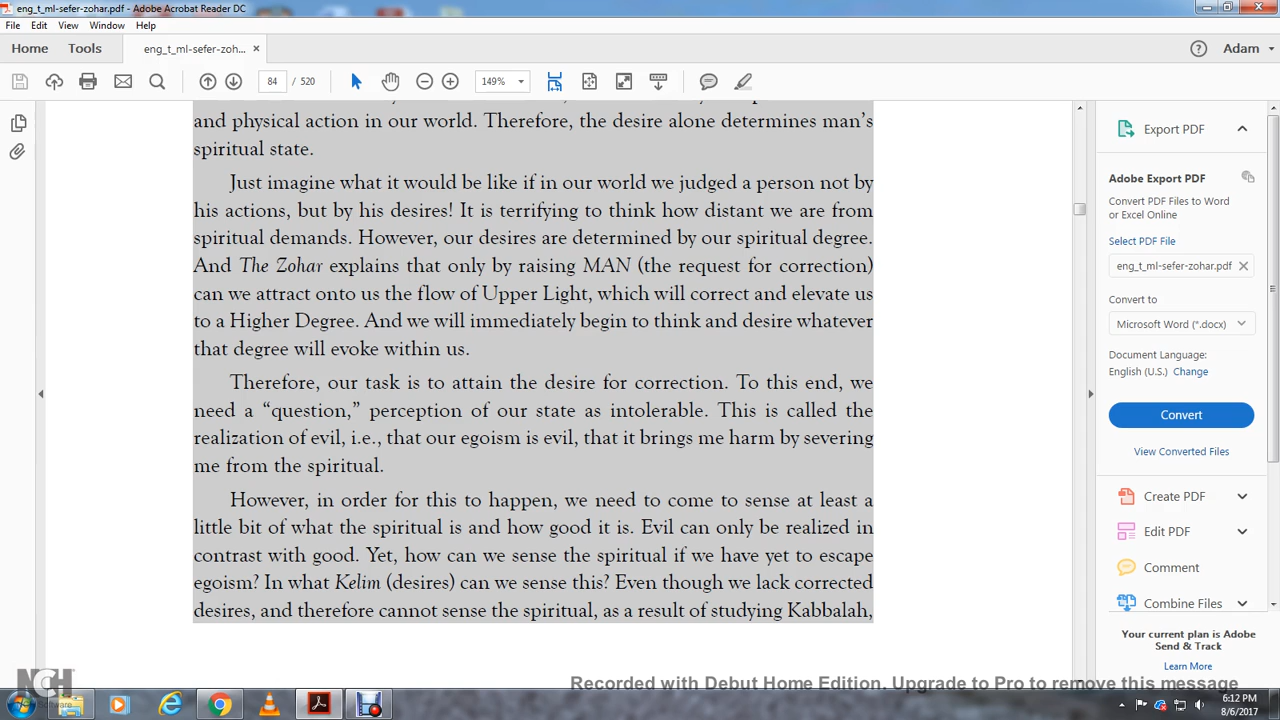 eng_t_ml-sefer-zohar.pdf - Adobe Acrobat Reader DC
File Edit View Window Help
Home Tools eng_t_ml-sefer-zoh... × Adam
84 / 520 149%
and physical action in our world. Therefore, the desire alone determines man’s
spiritual state.
Just imagine what it would be like if in our world we judged a person not by
his actions, but by his desires! It is terrifying to think how distant we are from
spiritual demands. However, our desires are determined by our spiritual degree.
And The Zohar explains that only by raising MAN (the request for correction)
can we attract onto us the flow of Upper Light, which will correct and elevate us
to a Higher Degree. And we will immediately begin to think and desire whatever
that degree will evoke within us.
Therefore, our task is to attain the desire for correction. To this end, we
need a “question,” perception of our state as intolerable. This is called the
realization of evil, i.e., that our egoism is evil, that it brings me harm by severing
me from the spiritual.
However, in order for this to happen, we need to come to sense at least a
little bit of what the spiritual is and how good it is. Evil can only be realized in
contrast with good. Yet, how can we sense the spiritual if we have yet to escape
egoism? In what Kelim (desires) can we sense this? Even though we lack corrected
desires, and therefore cannot sense the spiritual, as a result of studying Kabbalah,
Export PDF
Adobe Export PDF
Convert PDF Files to Word
or Excel Online
Select PDF File
eng_t_ml-sefer-zohar.pdf
Convert to
Microsoft Word (*.docx)
Document Language:
English (U.S.) Change
Convert
View Converted Files
Create PDF
Edit PDF
Comment
Combine Files
Your current plan is Adobe
Send & Track
Learn More
NCH
Software
Recorded with Debut Home Edition. Upgrade to Pro to remove this message
6:12 PM
8/6/2017